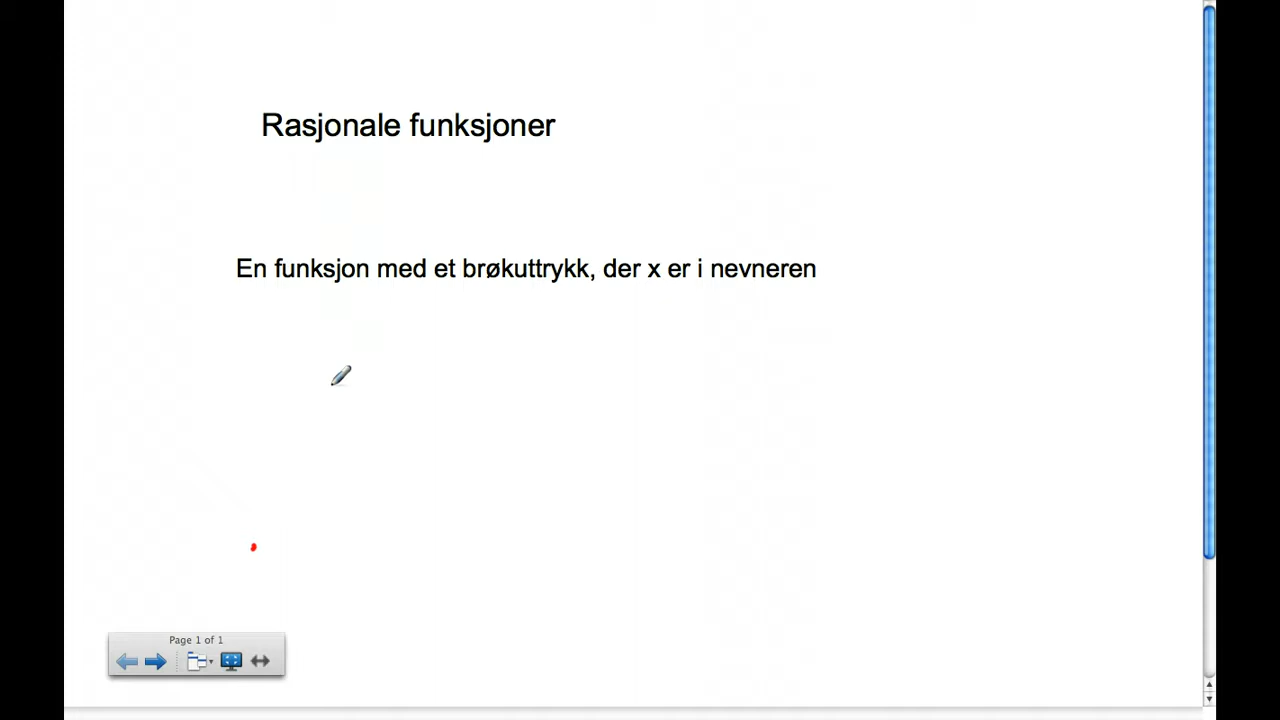 Rasjonale funksjoner
En funksjon med et brøkuttrykk, der x er i nevneren
Page 1 of 1